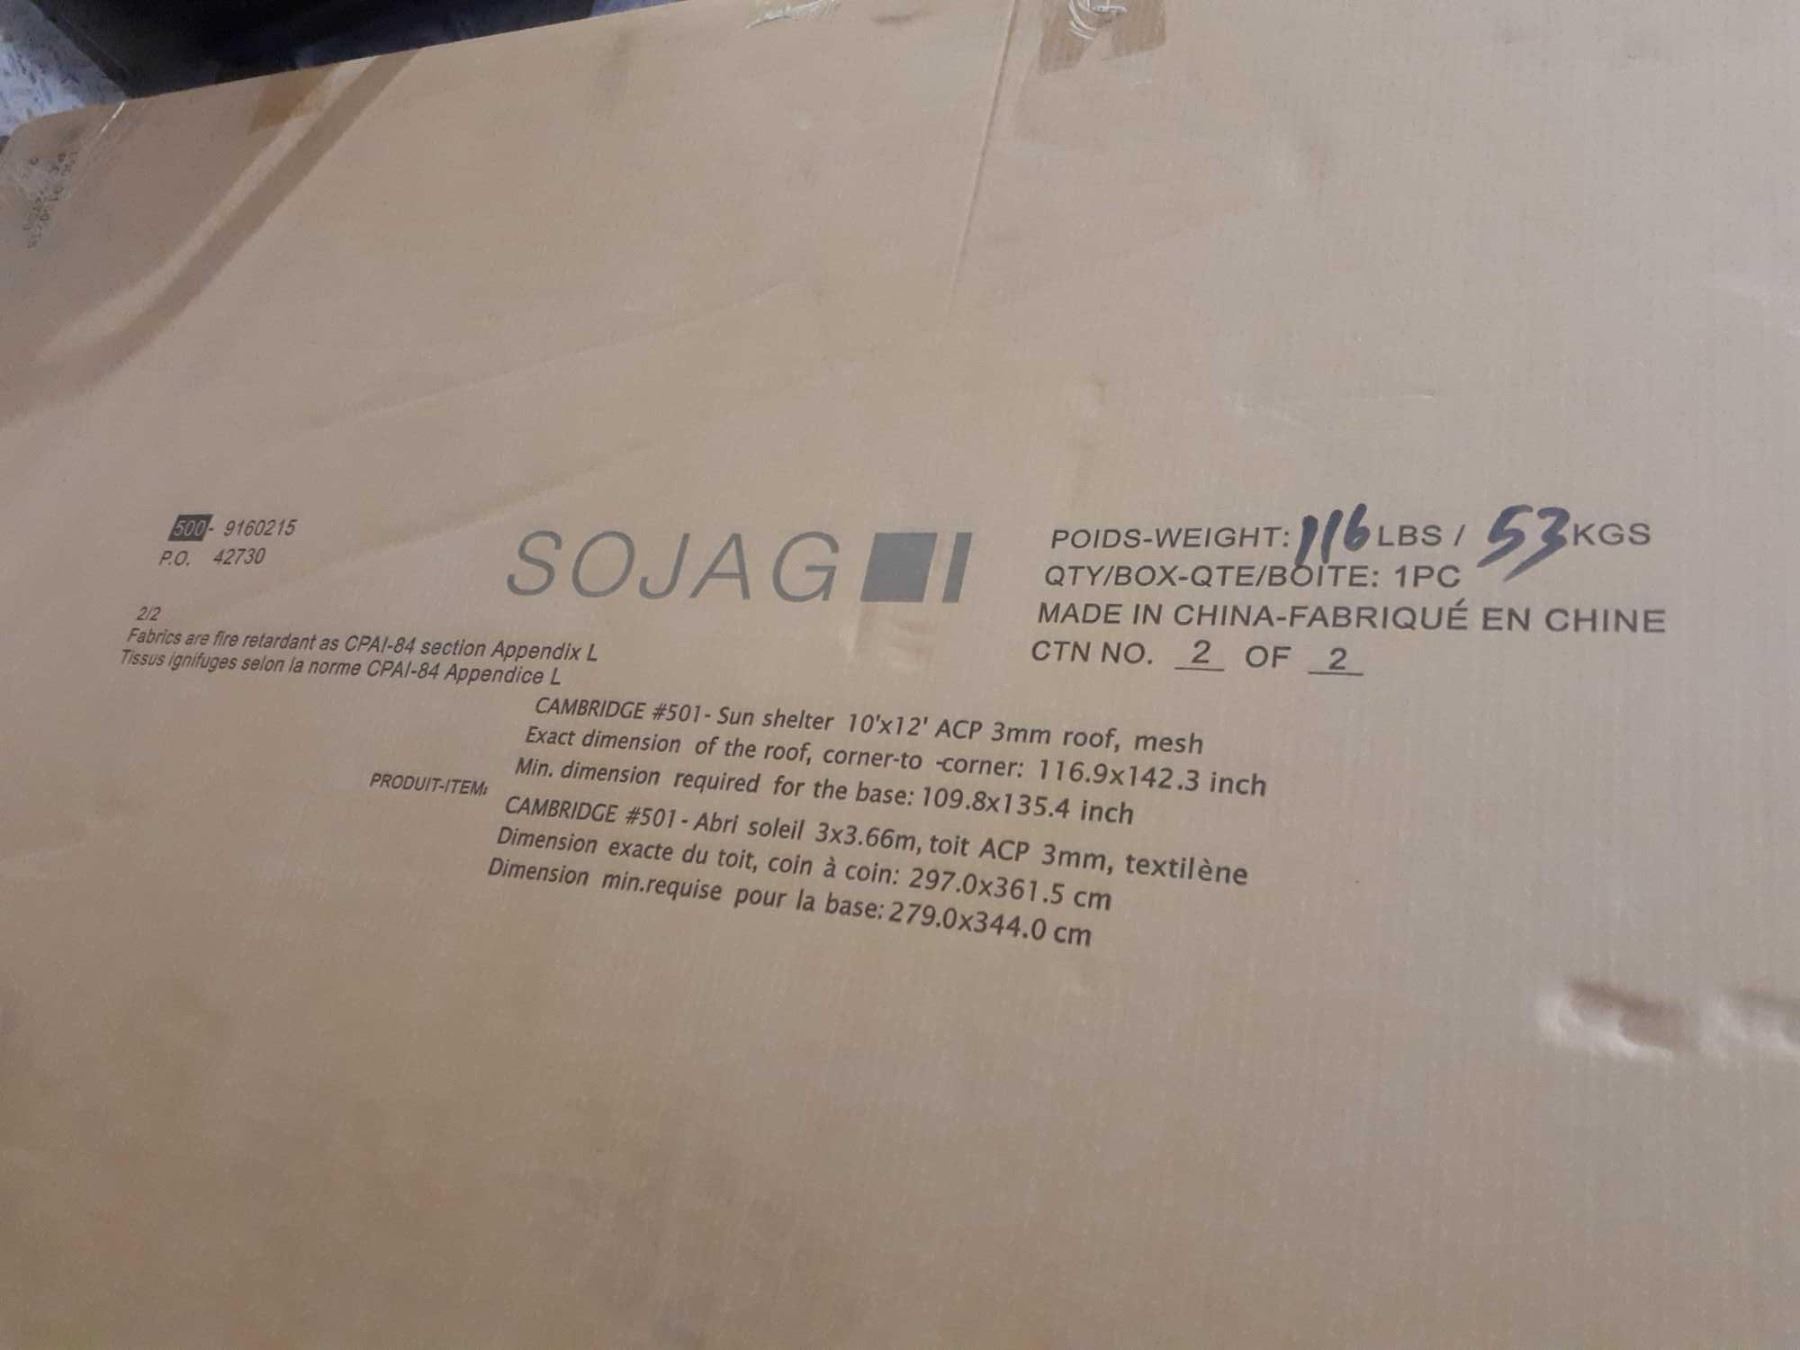 500- 9160215
P.O. 42730
2/2
Fabrics are fire retardant as CPAI-84 section Appendix L
Tissus ignifuges selon la norme CPAI-84 Appendice L
SOJAG
POIDS-WEIGHT: 116 LBS / 53 KGS
QTY/BOX-QTE/BOITE: 1PC
MADE IN CHINA-FABRIQUÉ EN CHINE
CTN NO. 2 OF 2
PRODUIT-ITEM:
CAMBRIDGE #501- Sun shelter 10'x12' ACP 3mm roof, mesh
Exact dimension of the roof, corner-to -corner: 116.9x142.3 inch
Min. dimension required for the base: 109.8x135.4 inch
CAMBRIDGE #501- Abri soleil 3x3.66m, toit ACP 3mm, textilène
Dimension exacte du toit, coin à coin: 297.0x361.5 cm
Dimension min.requise pour la base: 279.0x344.0 cm